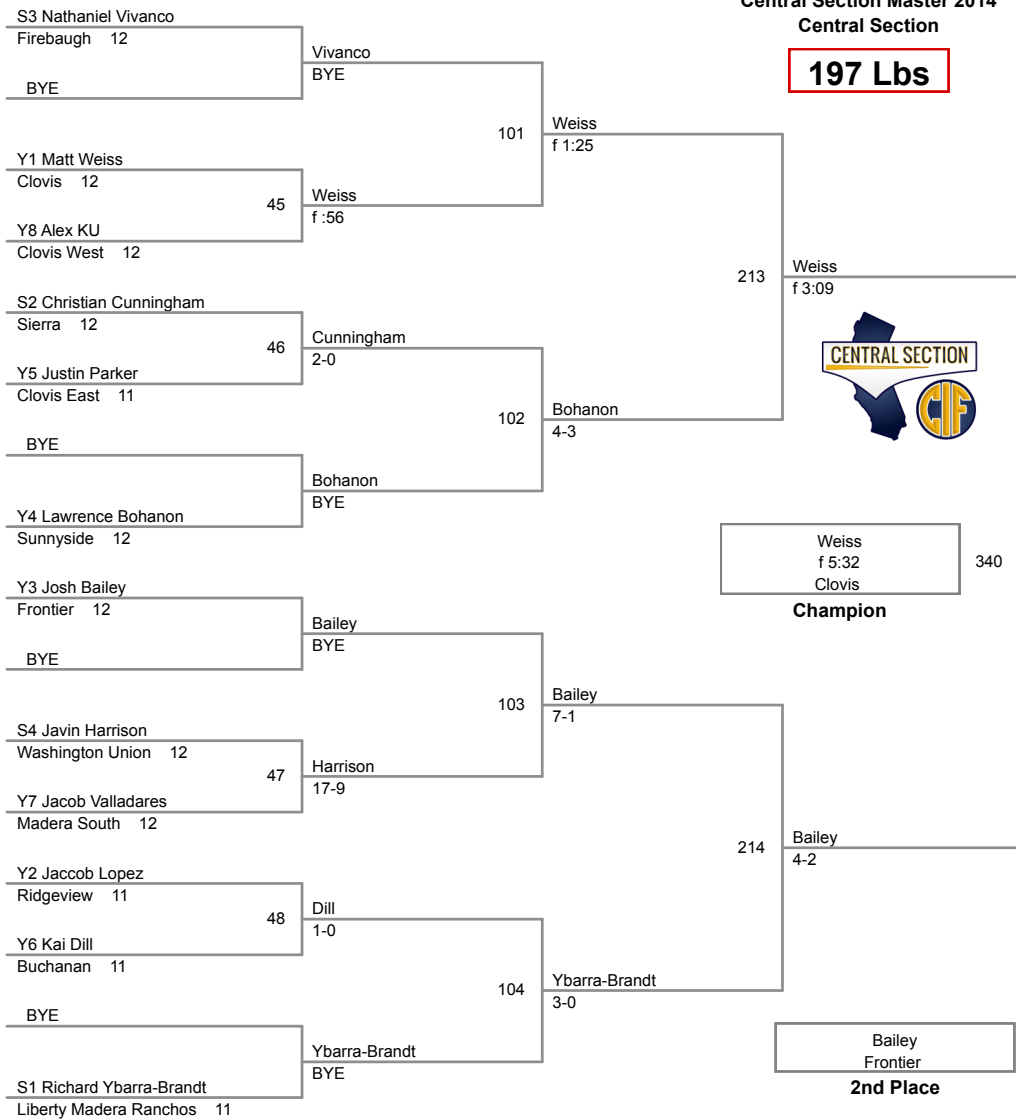 Central Section Master 2014
Central Section
197 Lbs
S3 Nathaniel Vivanco
Firebaugh 12
BYE
Y1 Matt Weiss
Clovis 12
45
Y8 Alex KU
Clovis West 12
S2 Christian Cunningham
Sierra 12
46
Y5 Justin Parker
Clovis East 11
BYE
Y4 Lawrence Bohanon
Sunnyside 12
Y3 Josh Bailey
Frontier 12
BYE
S4 Javin Harrison
Washington Union 12
47
Y7 Jacob Valladares
Madera South 12
Y2 Jaccob Lopez
Ridgeview 11
48
Y6 Kai Dill
Buchanan 11
BYE
S1 Richard Ybarra-Brandt
Liberty Madera Ranchos 11
Vivanco
BYE
101
Weiss
f :56
Cunningham
2-0
102
Bohanon
BYE
Bailey
BYE
103
Harrison
17-9
Dill
1-0
104
Ybarra-Brandt
BYE
Weiss
f 1:25
213
Bohanon
4-3
Bailey
7-1
214
Ybarra-Brandt
3-0
Weiss
f 3:09
CENTRAL SECTION
CIF
Weiss
f 5:32
Clovis
340
Champion
Bailey
4-2
Bailey
Frontier
2nd Place